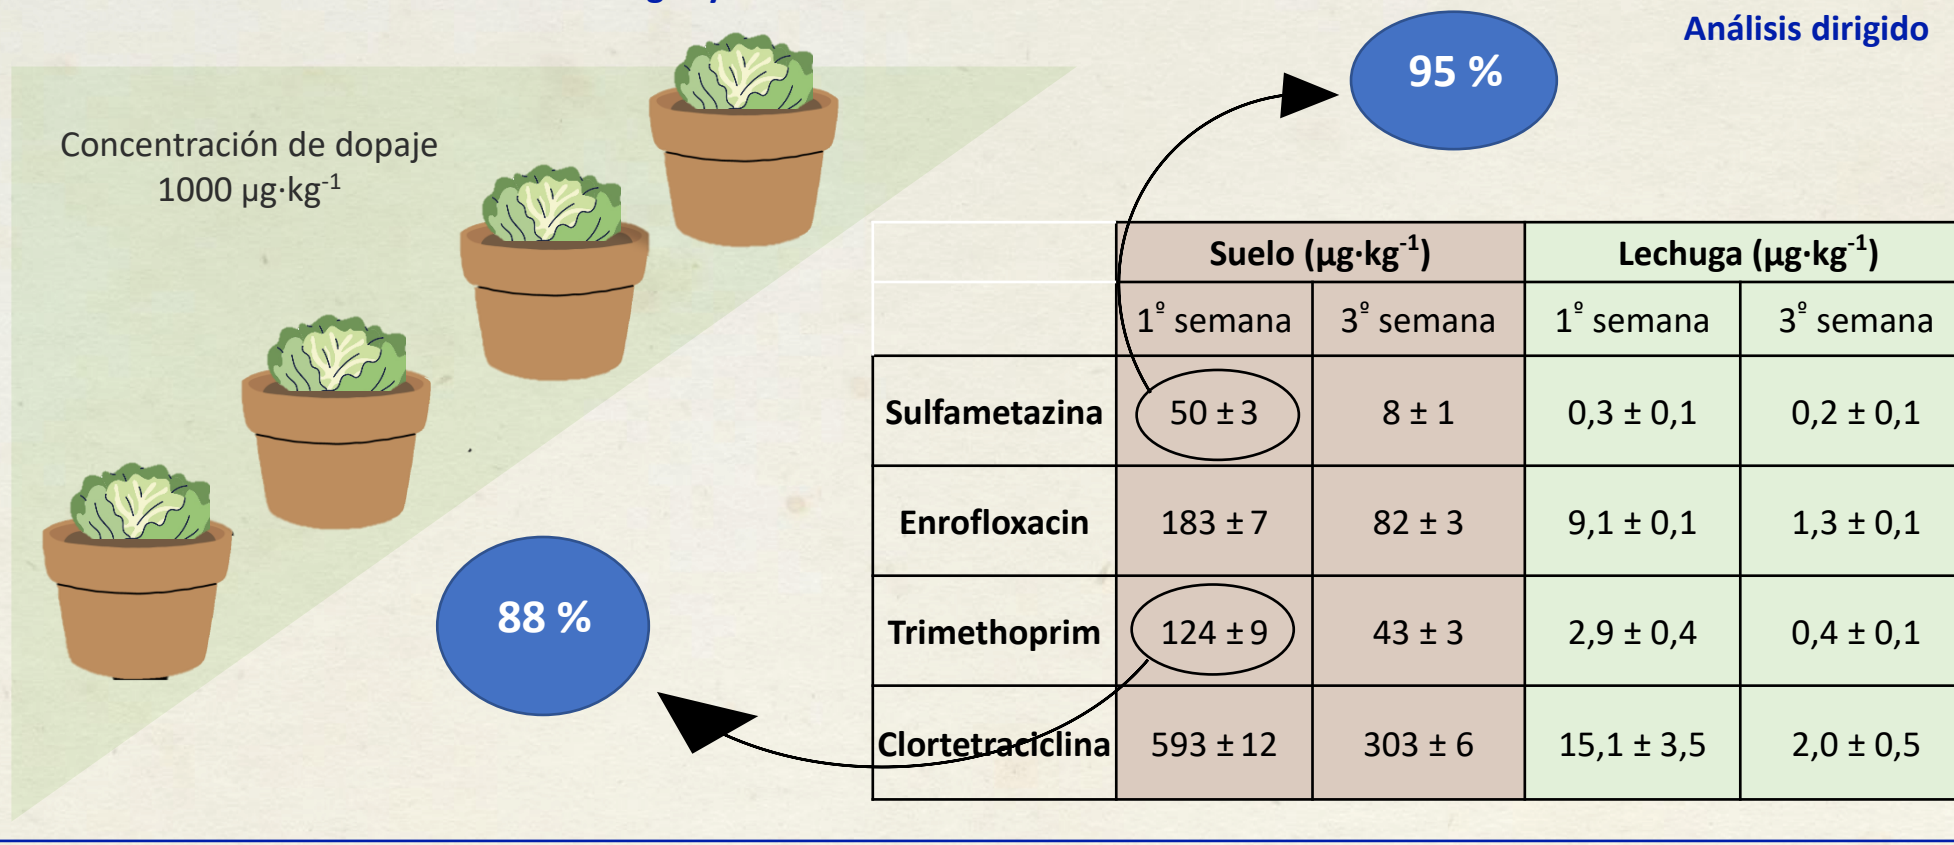 Análisis dirigido
95 %
Concentración de dopaje
1000 µg·kg⁻¹
Suelo (µg·kg⁻¹) Lechuga (µg·kg⁻¹)
1º semana 3º semana 1º semana 3º semana
Sulfametazina 50 ± 3 8 ± 1 0,3 ± 0,1 0,2 ± 0,1
Enrofloxacin 183 ± 7 82 ± 3 9,1 ± 0,1 1,3 ± 0,1
88 %
Trimethoprim 124 ± 9 43 ± 3 2,9 ± 0,4 0,4 ± 0,1
Clortetraciclina 593 ± 12 303 ± 6 15,1 ± 3,5 2,0 ± 0,5